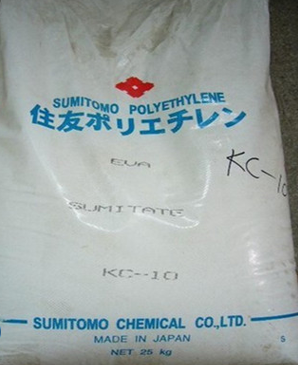 SUMITOMO POLYETHYLENE
住友ポリエチレン
EVA
KC-10
SUMITATE
KC-10
SUMITOMO CHEMICAL CO.,LTD.
MADE IN JAPAN
NET 25 kg
S